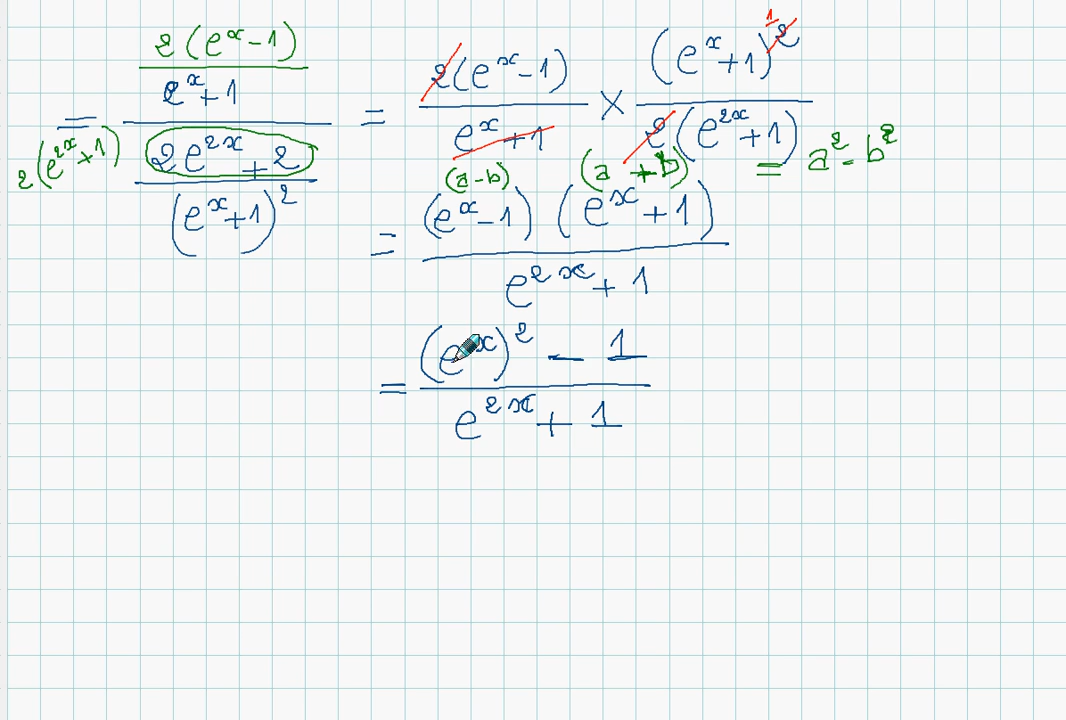 2(e^x - 1)
e^x + 1
2(e^{2x} + 1)
= 2e^{2x} + 2
(e^x + 1)^2
= 2(e^x - 1) × (e^x + 1)^2 1
e^x + 1 2(e^{2x} + 1)
(a - b) (a + b) = a^2 - b^2
= (e^x - 1) (e^x + 1)
e^{2x} + 1
= (e^x)^2 - 1
e^{2x} + 1